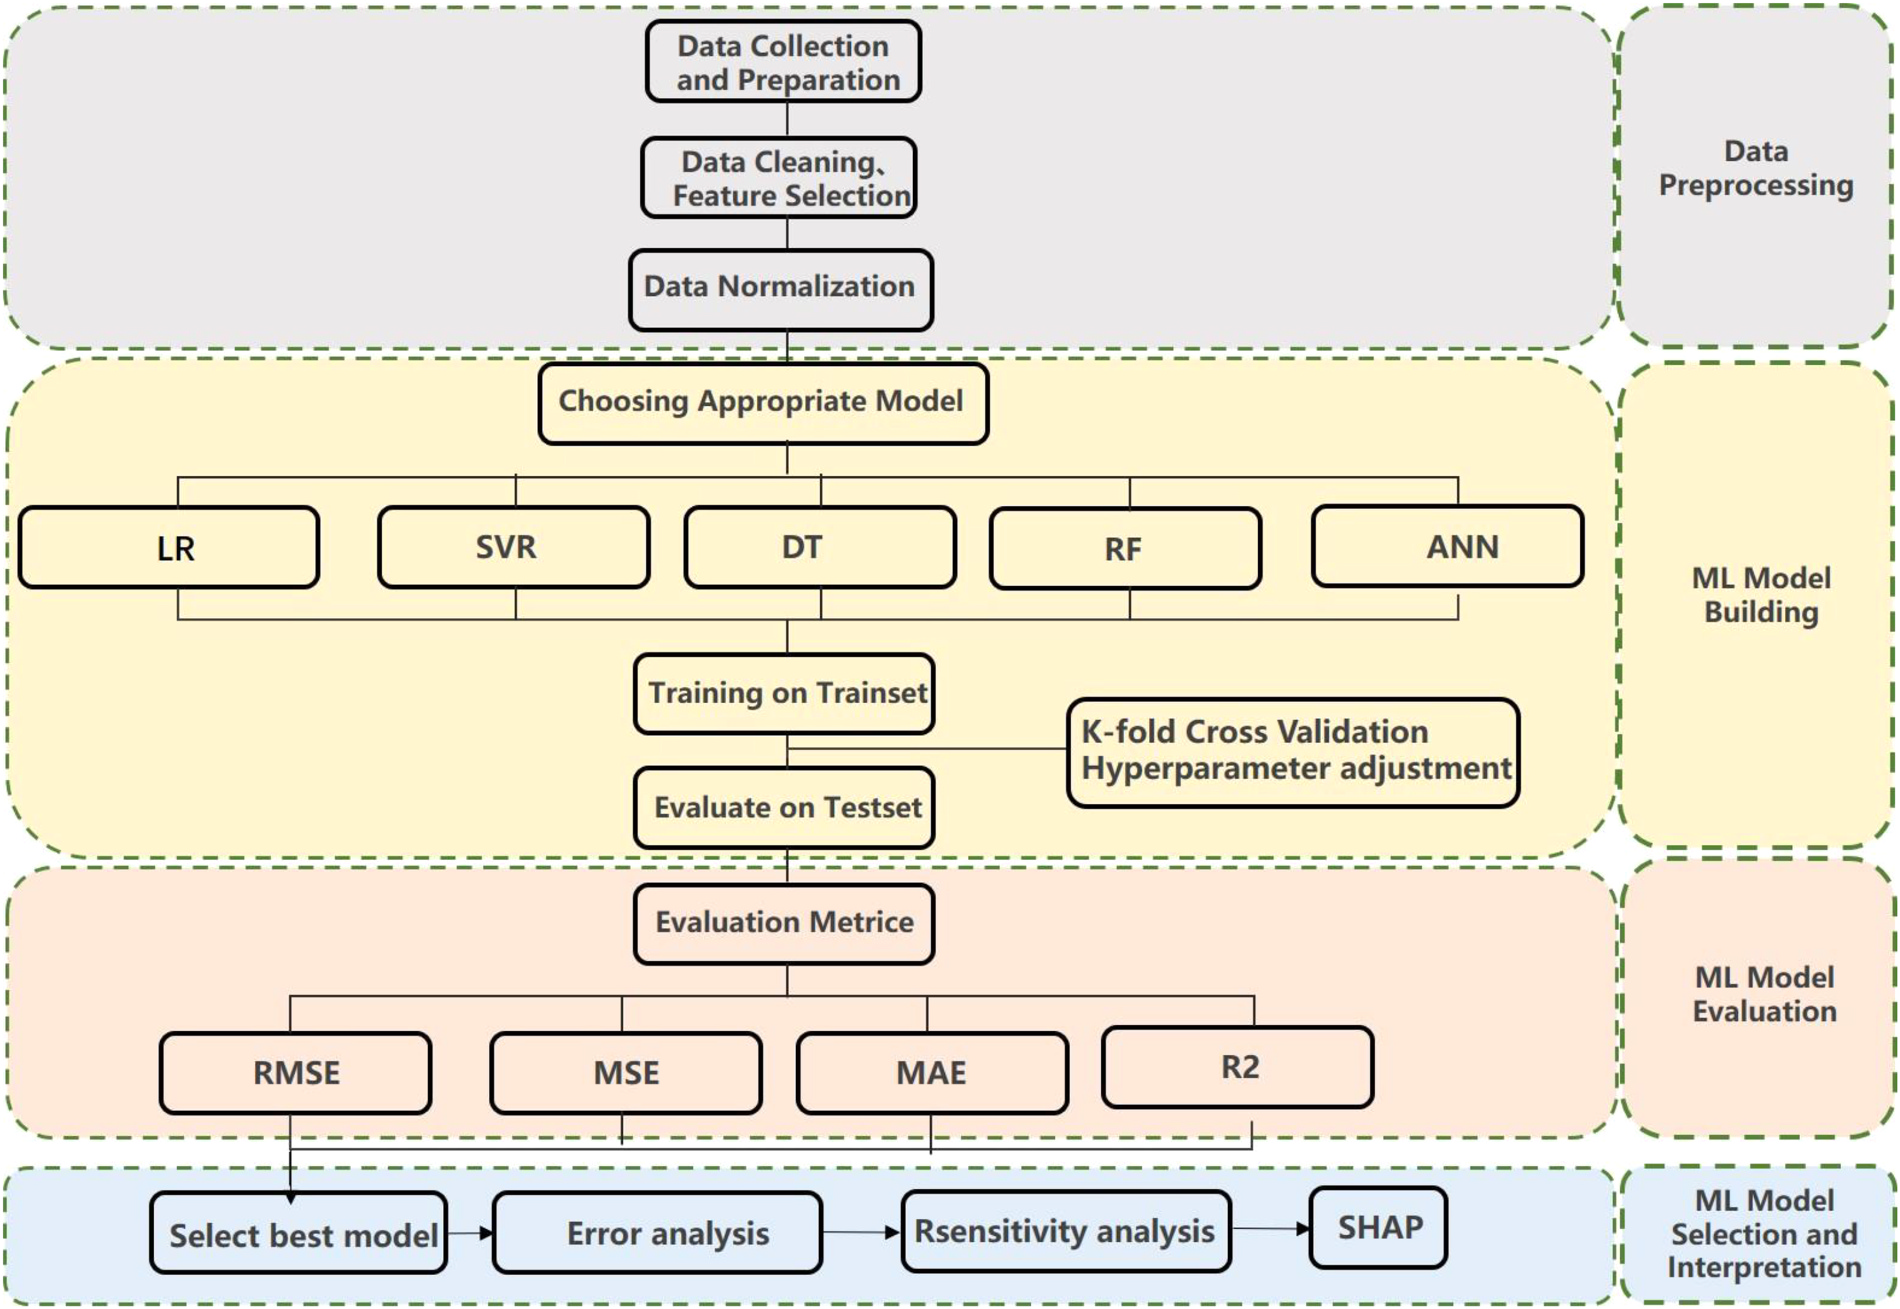 Data Collection
and Preparation
Data Cleaning、
Feature Selection
Data Normalization
Data
Preprocessing
Choosing Appropriate Model
LR
SVR
DT
RF
ANN
Training on Trainset
K-fold Cross Validation
Hyperparameter adjustment
Evaluate on Testset
ML Model
Building
Evaluation Metrice
RMSE
MSE
MAE
R2
ML Model
Evaluation
Select best model
Error analysis
Rsensitivity analysis
SHAP
ML Model
Selection and
Interpretation